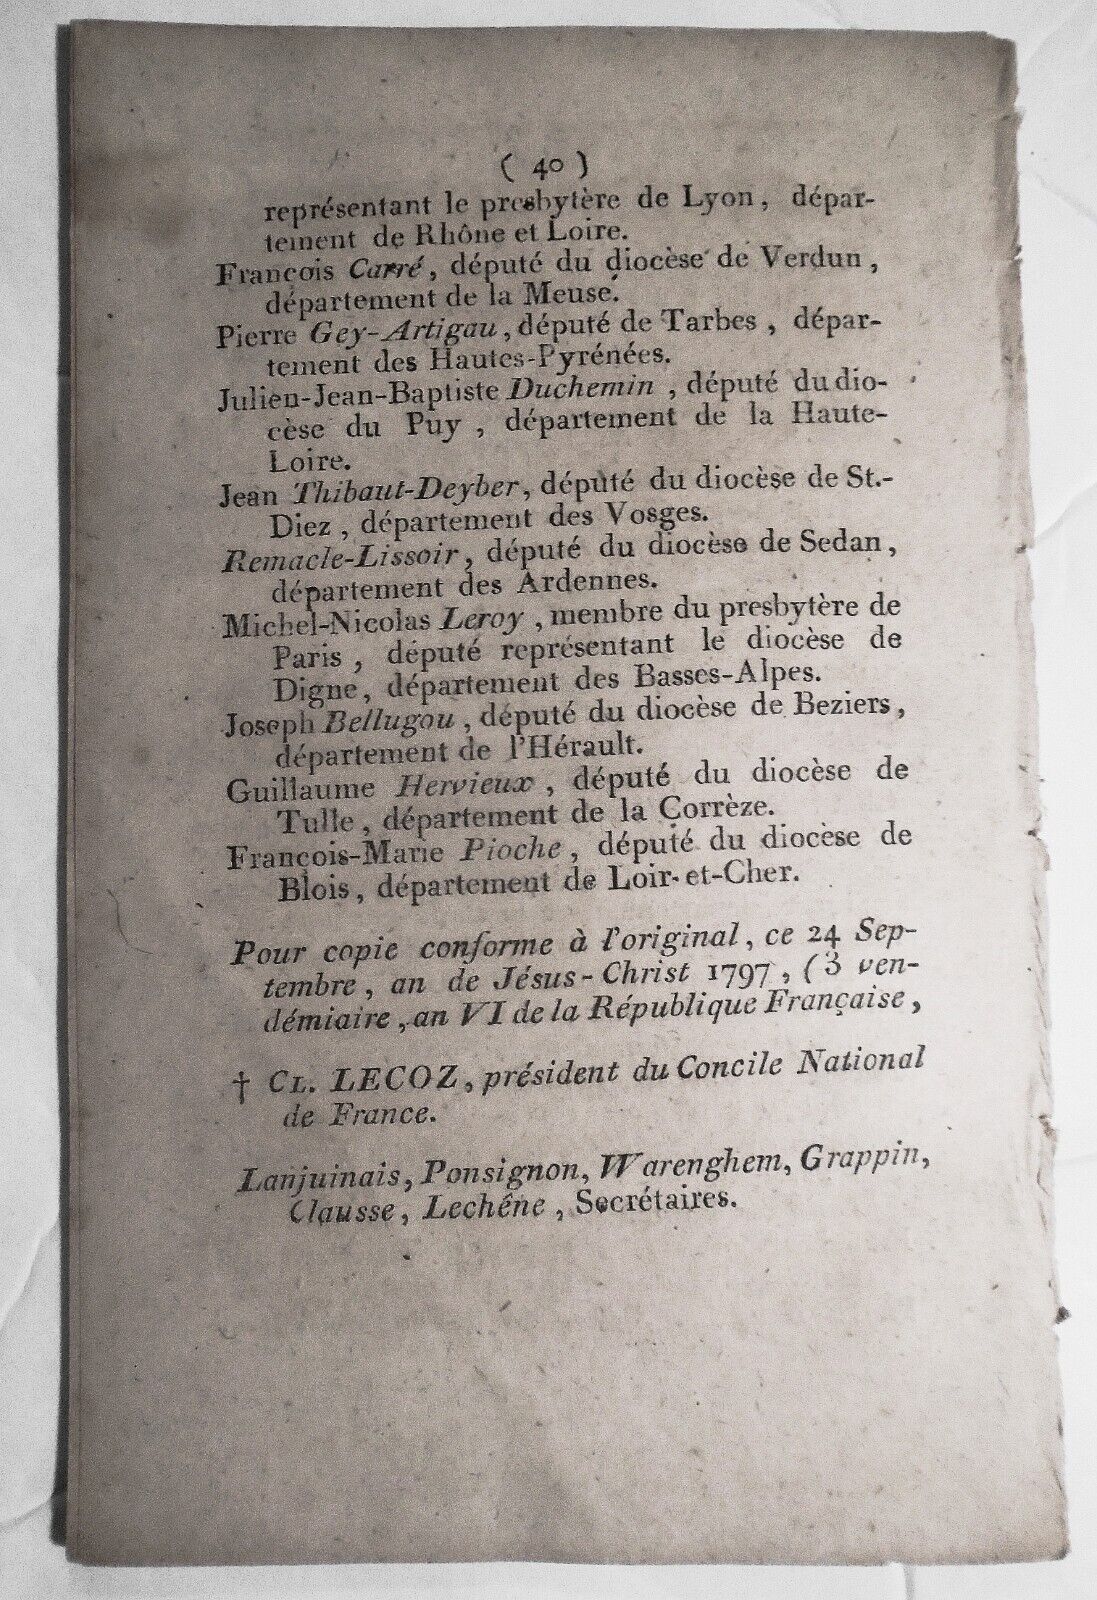 ( 40 )
représentant le presbytère de Lyon, dépar-
tement de Rhône et Loire.
François Carré, député du diocèse de Verdun,
département de la Meuse.
Pierre Gey-Artigau, député de Tarbes, dépar-
tement des Hautes-Pyrénées.
Julien-Jean-Baptiste Duchemin, député du dio-
cèse du Puy, département de la Haute-
Loire.
Jean Thibaut-Deyber, député du diocèse de St.-
Diez, département des Vosges.
Remacle-Lissoir, député du diocèse de Sedan,
département des Ardennes.
Michel-Nicolas Leroy, membre du presbytère de
Paris, député représentant le diocèse de
Digne, département des Basses-Alpes.
Joseph Bellugou, député du diocèse de Beziers,
département de l'Hérault.
Guillaume Hervieux, député du diocèse de
Tulle, département de la Corrèze.
François-Marie Pioche, député du diocèse de
Blois, département de Loir-et-Cher.
Pour copie conforme à l'original, ce 24 Sep-
tembre, an de Jésus-Christ 1797, (3 ven-
démiaire, an VI de la République Française,
† CL. LECOZ, président du Concile National
de France.
Lanjuinais, Ponsignon, Warenghem, Grappin,
Clausse, Lechêne, Secrétaires.